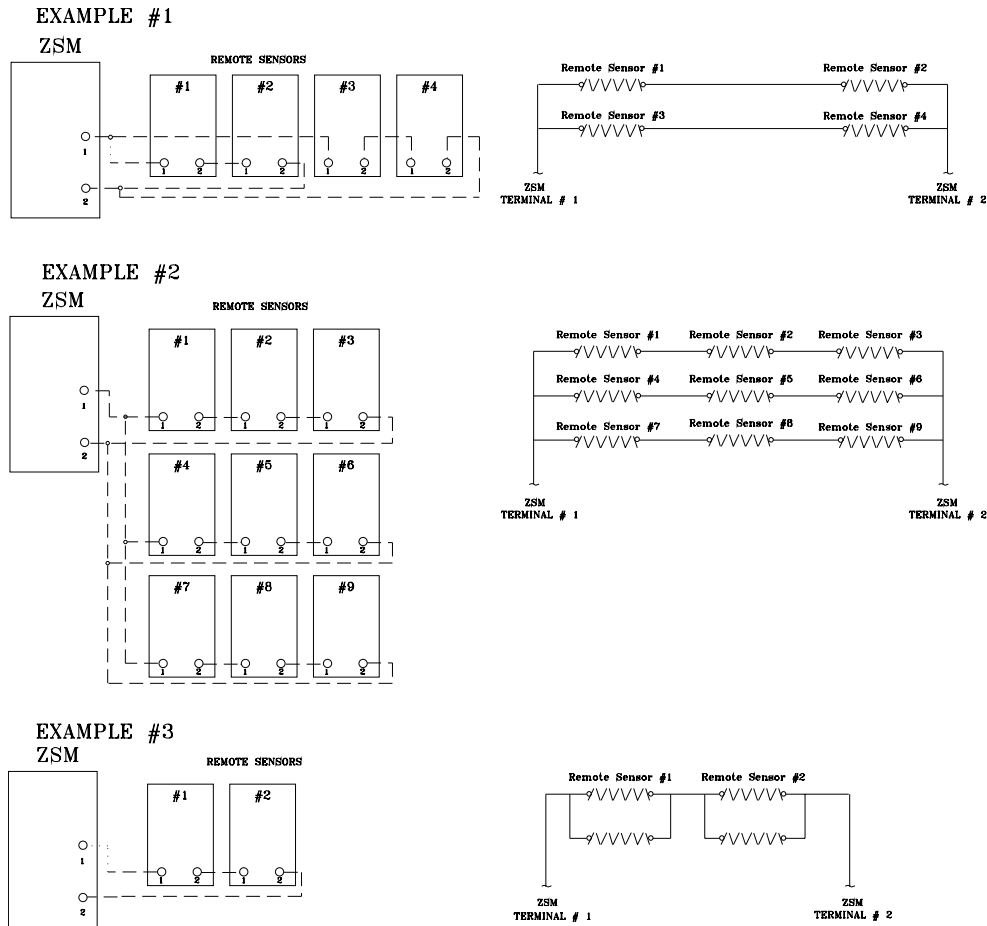 EXAMPLE #1
ZSM
REMOTE SENSORS
#1 #2 #3 #4
1
2
1 2 1 2 1 2 1 2
Remote Sensor #1 Remote Sensor #2
Remote Sensor #3 Remote Sensor #4
ZSM
TERMINAL # 1
ZSM
TERMINAL # 2
EXAMPLE #2
ZSM
REMOTE SENSORS
#1 #2 #3
1
2
1 2 1 2 1 2
#4 #5 #6
1 2 1 2 1 2
#7 #8 #9
1 2 1 2 1 2
Remote Sensor #1 Remote Sensor #2 Remote Sensor #3
Remote Sensor #4 Remote Sensor #5 Remote Sensor #6
Remote Sensor #7 Remote Sensor #8 Remote Sensor #9
ZSM
TERMINAL # 1
ZSM
TERMINAL # 2
EXAMPLE #3
ZSM
REMOTE SENSORS
#1 #2
1
2
1 2 1 2
Remote Sensor #1 Remote Sensor #2
ZSM
TERMINAL # 1
ZSM
TERMINAL # 2